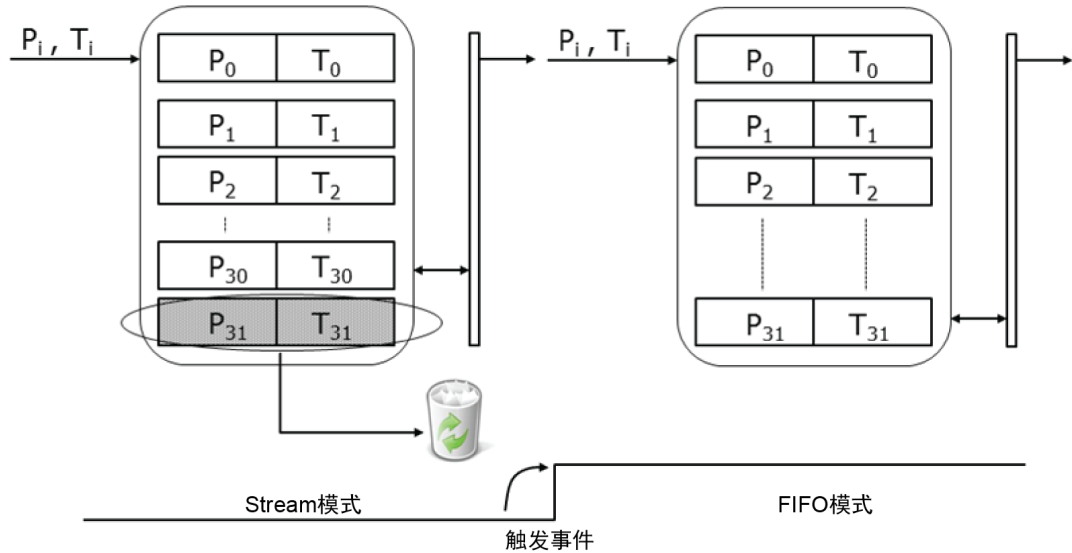 Pi , Ti
P0 T0
P1 T1
P2 T2
P30 T30
P31 T31
Pi , Ti
P0 T0
P1 T1
P2 T2
P31 T31
Stream模式
FIFO模式
触发事件